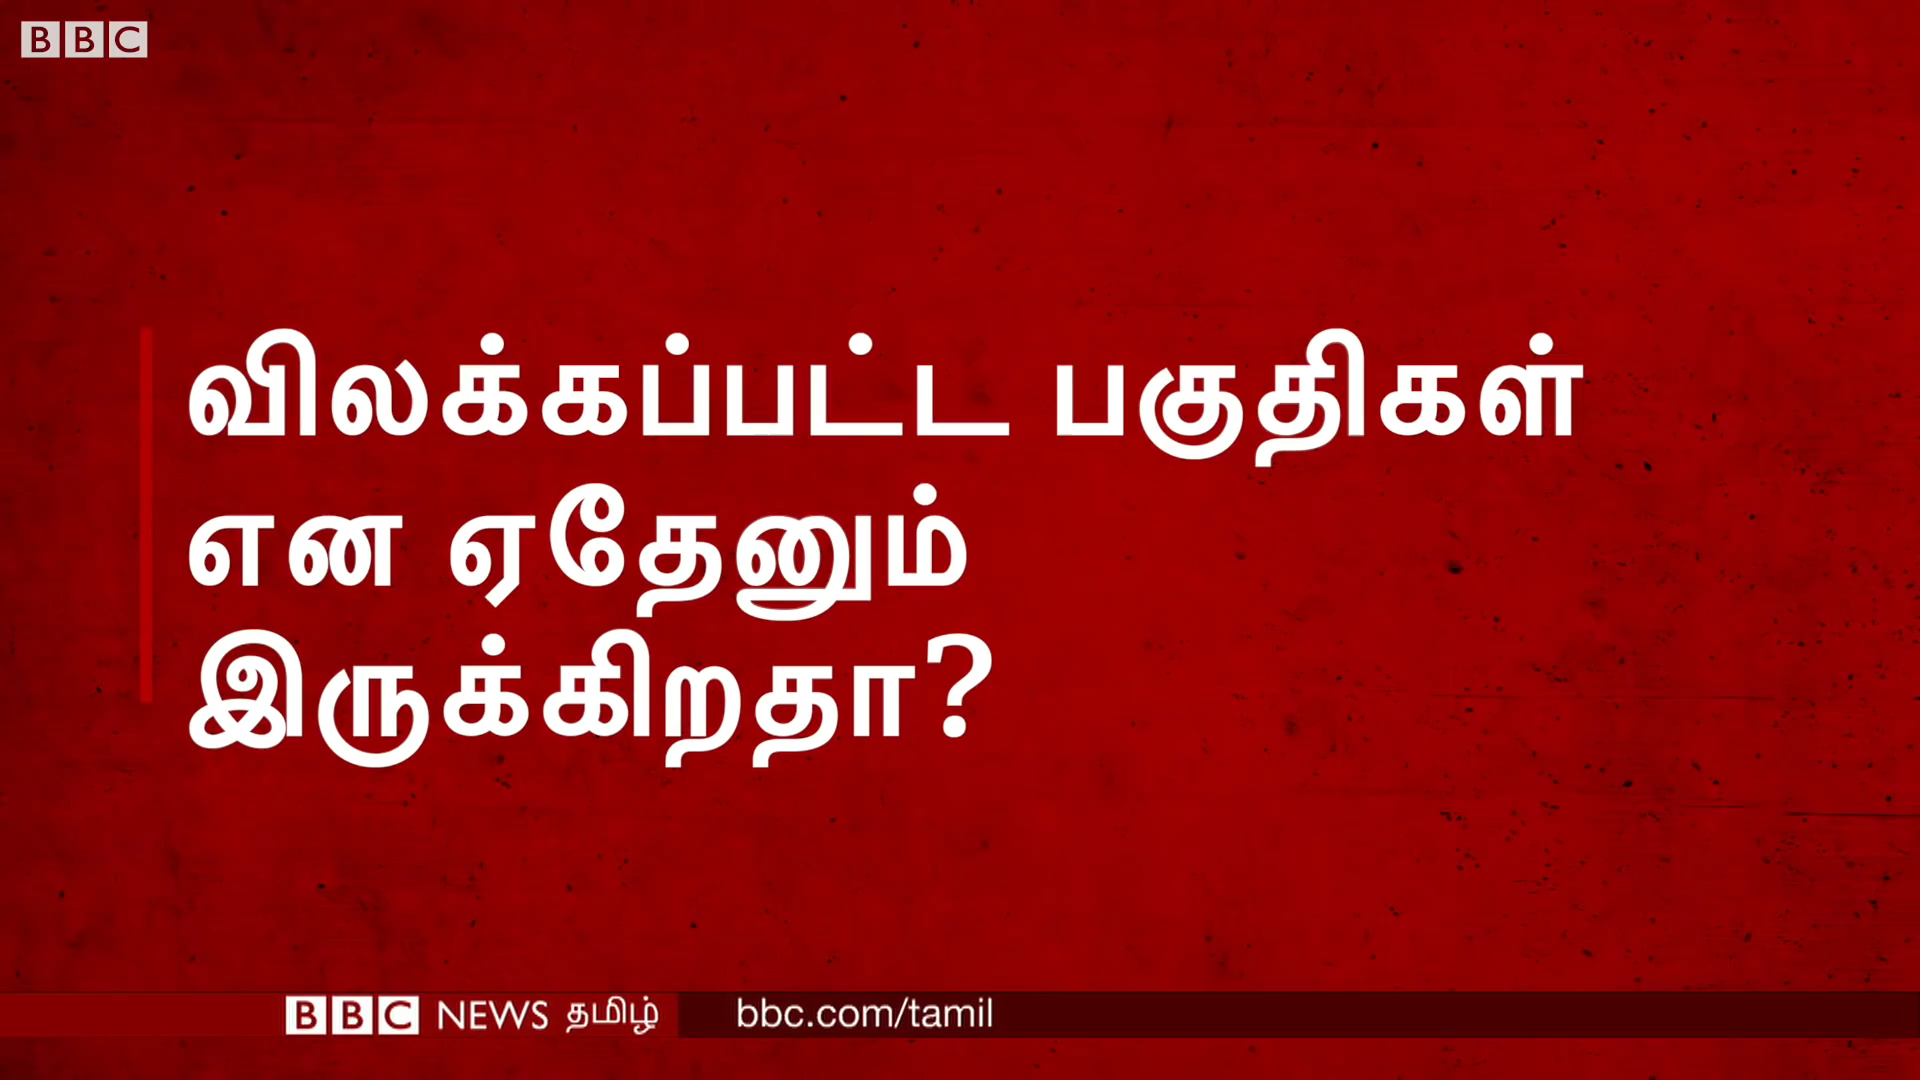 BBC
விலக்கப்பட்ட பகுதிகள்
என ஏதேனும்
இருக்கிறதா?
BBC NEWS தமிழ் bbc.com/tamil